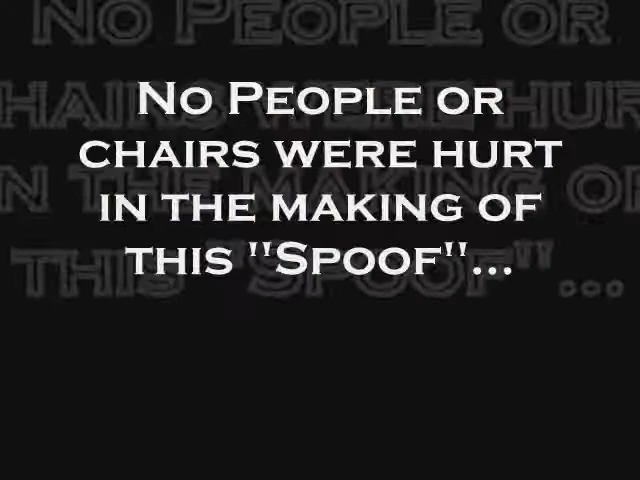 No People or
chairs were hurt
in the making of
this "Spoof"...